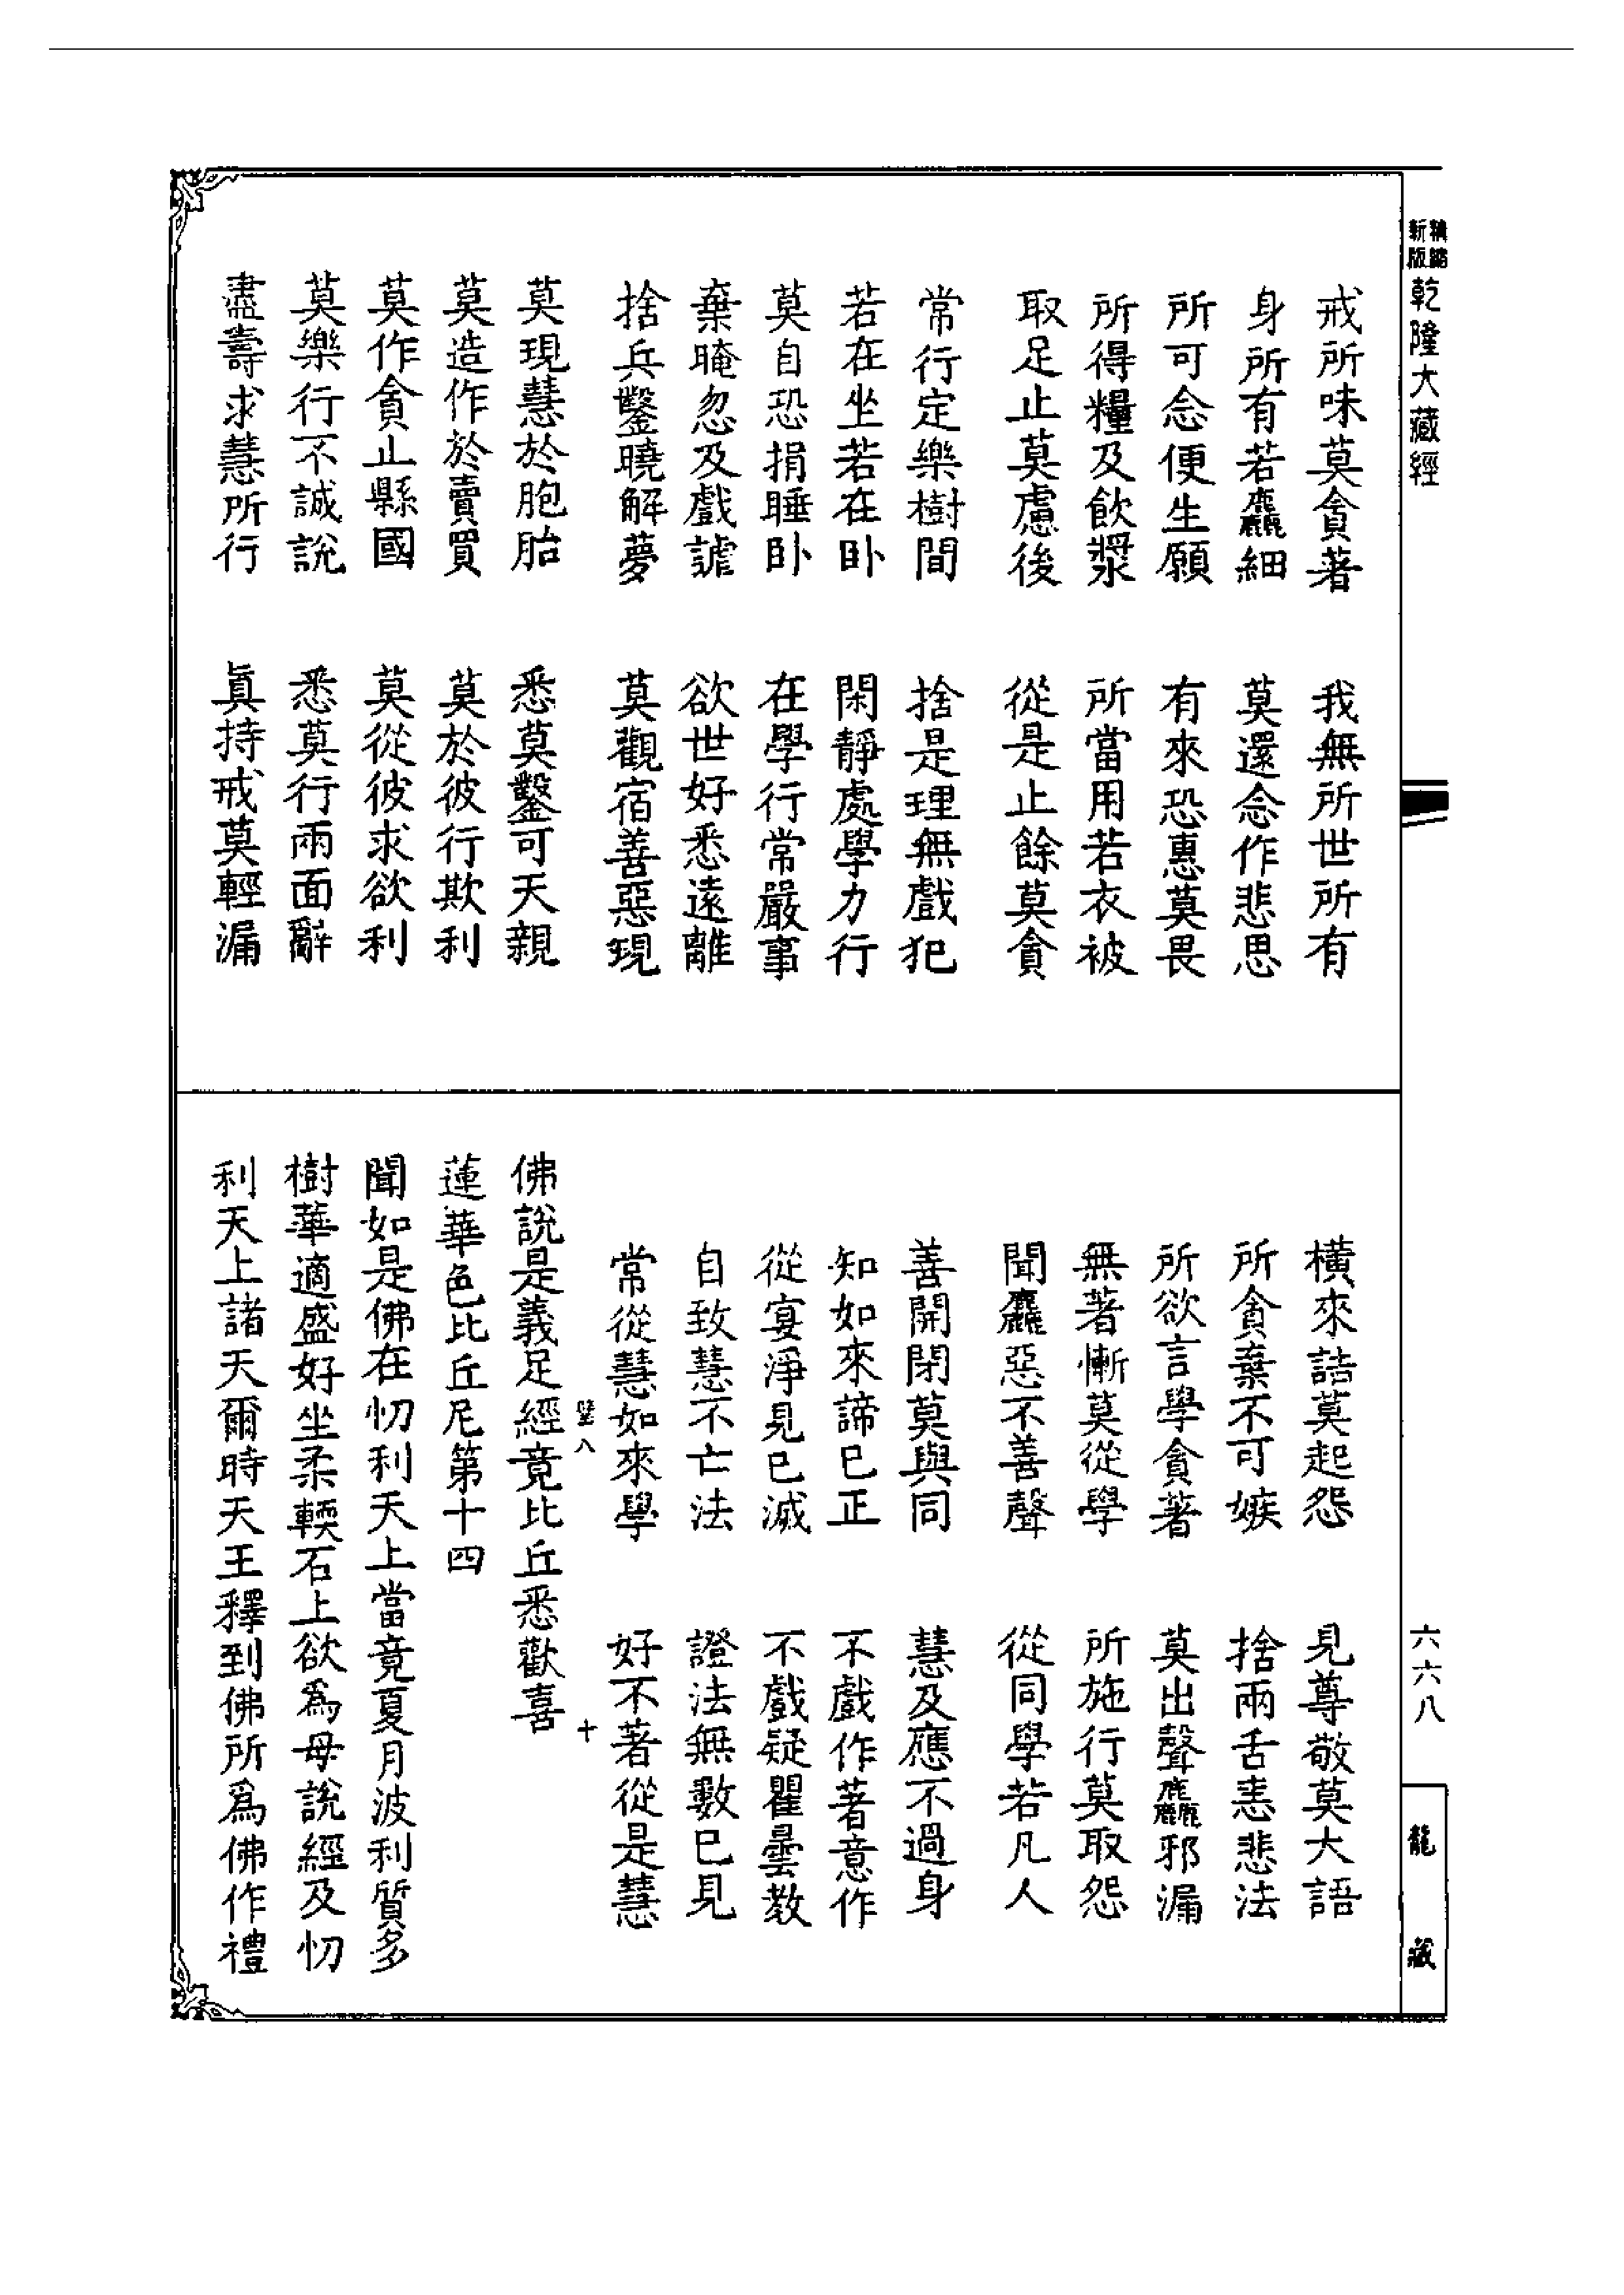 精縮新版乾隆大藏經
六六八
龍藏
戒所味莫貪著　我無所世所有
身所有若麤細　莫還念作悲思
所可念便生願　有來恐惠莫畏
所得糧及飲漿　所當用若衣被
取足止莫慮後　從是止餘莫貪
常行定樂樹間　捨是理無戲犯
若在坐若在卧　閑靜處學力行
莫自恐捐睡卧　在學行常嚴事
棄晻忽及戲謔　欲世好悉遠離
捨兵鑿曉解夢　莫觀宿善惡現
莫現慧於胞胎　悉莫鑿可天親
莫造作於賣買　莫於彼行欺利
莫作貪止縣國　莫從彼求欲利
莫樂行不誠說　悉莫行兩面辭
盡壽求慧所行　眞持戒莫輕漏
橫來詰莫起怨　見尊敬莫大語
所貪棄不可嫉　捨兩舌恚悲法
所欲言學貪著　莫出聲麤邪漏
無著慚莫從學　所施行莫取怨
聞麤惡不善聲　從同學若凡人
善開閉莫與同　慧及應不過身
知如來諦巳正　不戲作著意作
從宴淨見巳滅　不戲疑瞿曇教
自致慧不亡法　證法無數巳見
常從慧如來學　好不著從是慧
壁八　十
佛說是義足經竟比丘悉歡喜
蓮華色比丘尼第十四
聞如是佛在忉利天上當竟夏月波利質多
樹華適盛好坐柔輭石上欲爲母說經及忉
利天上諸天爾時天王釋到佛所爲佛作禮